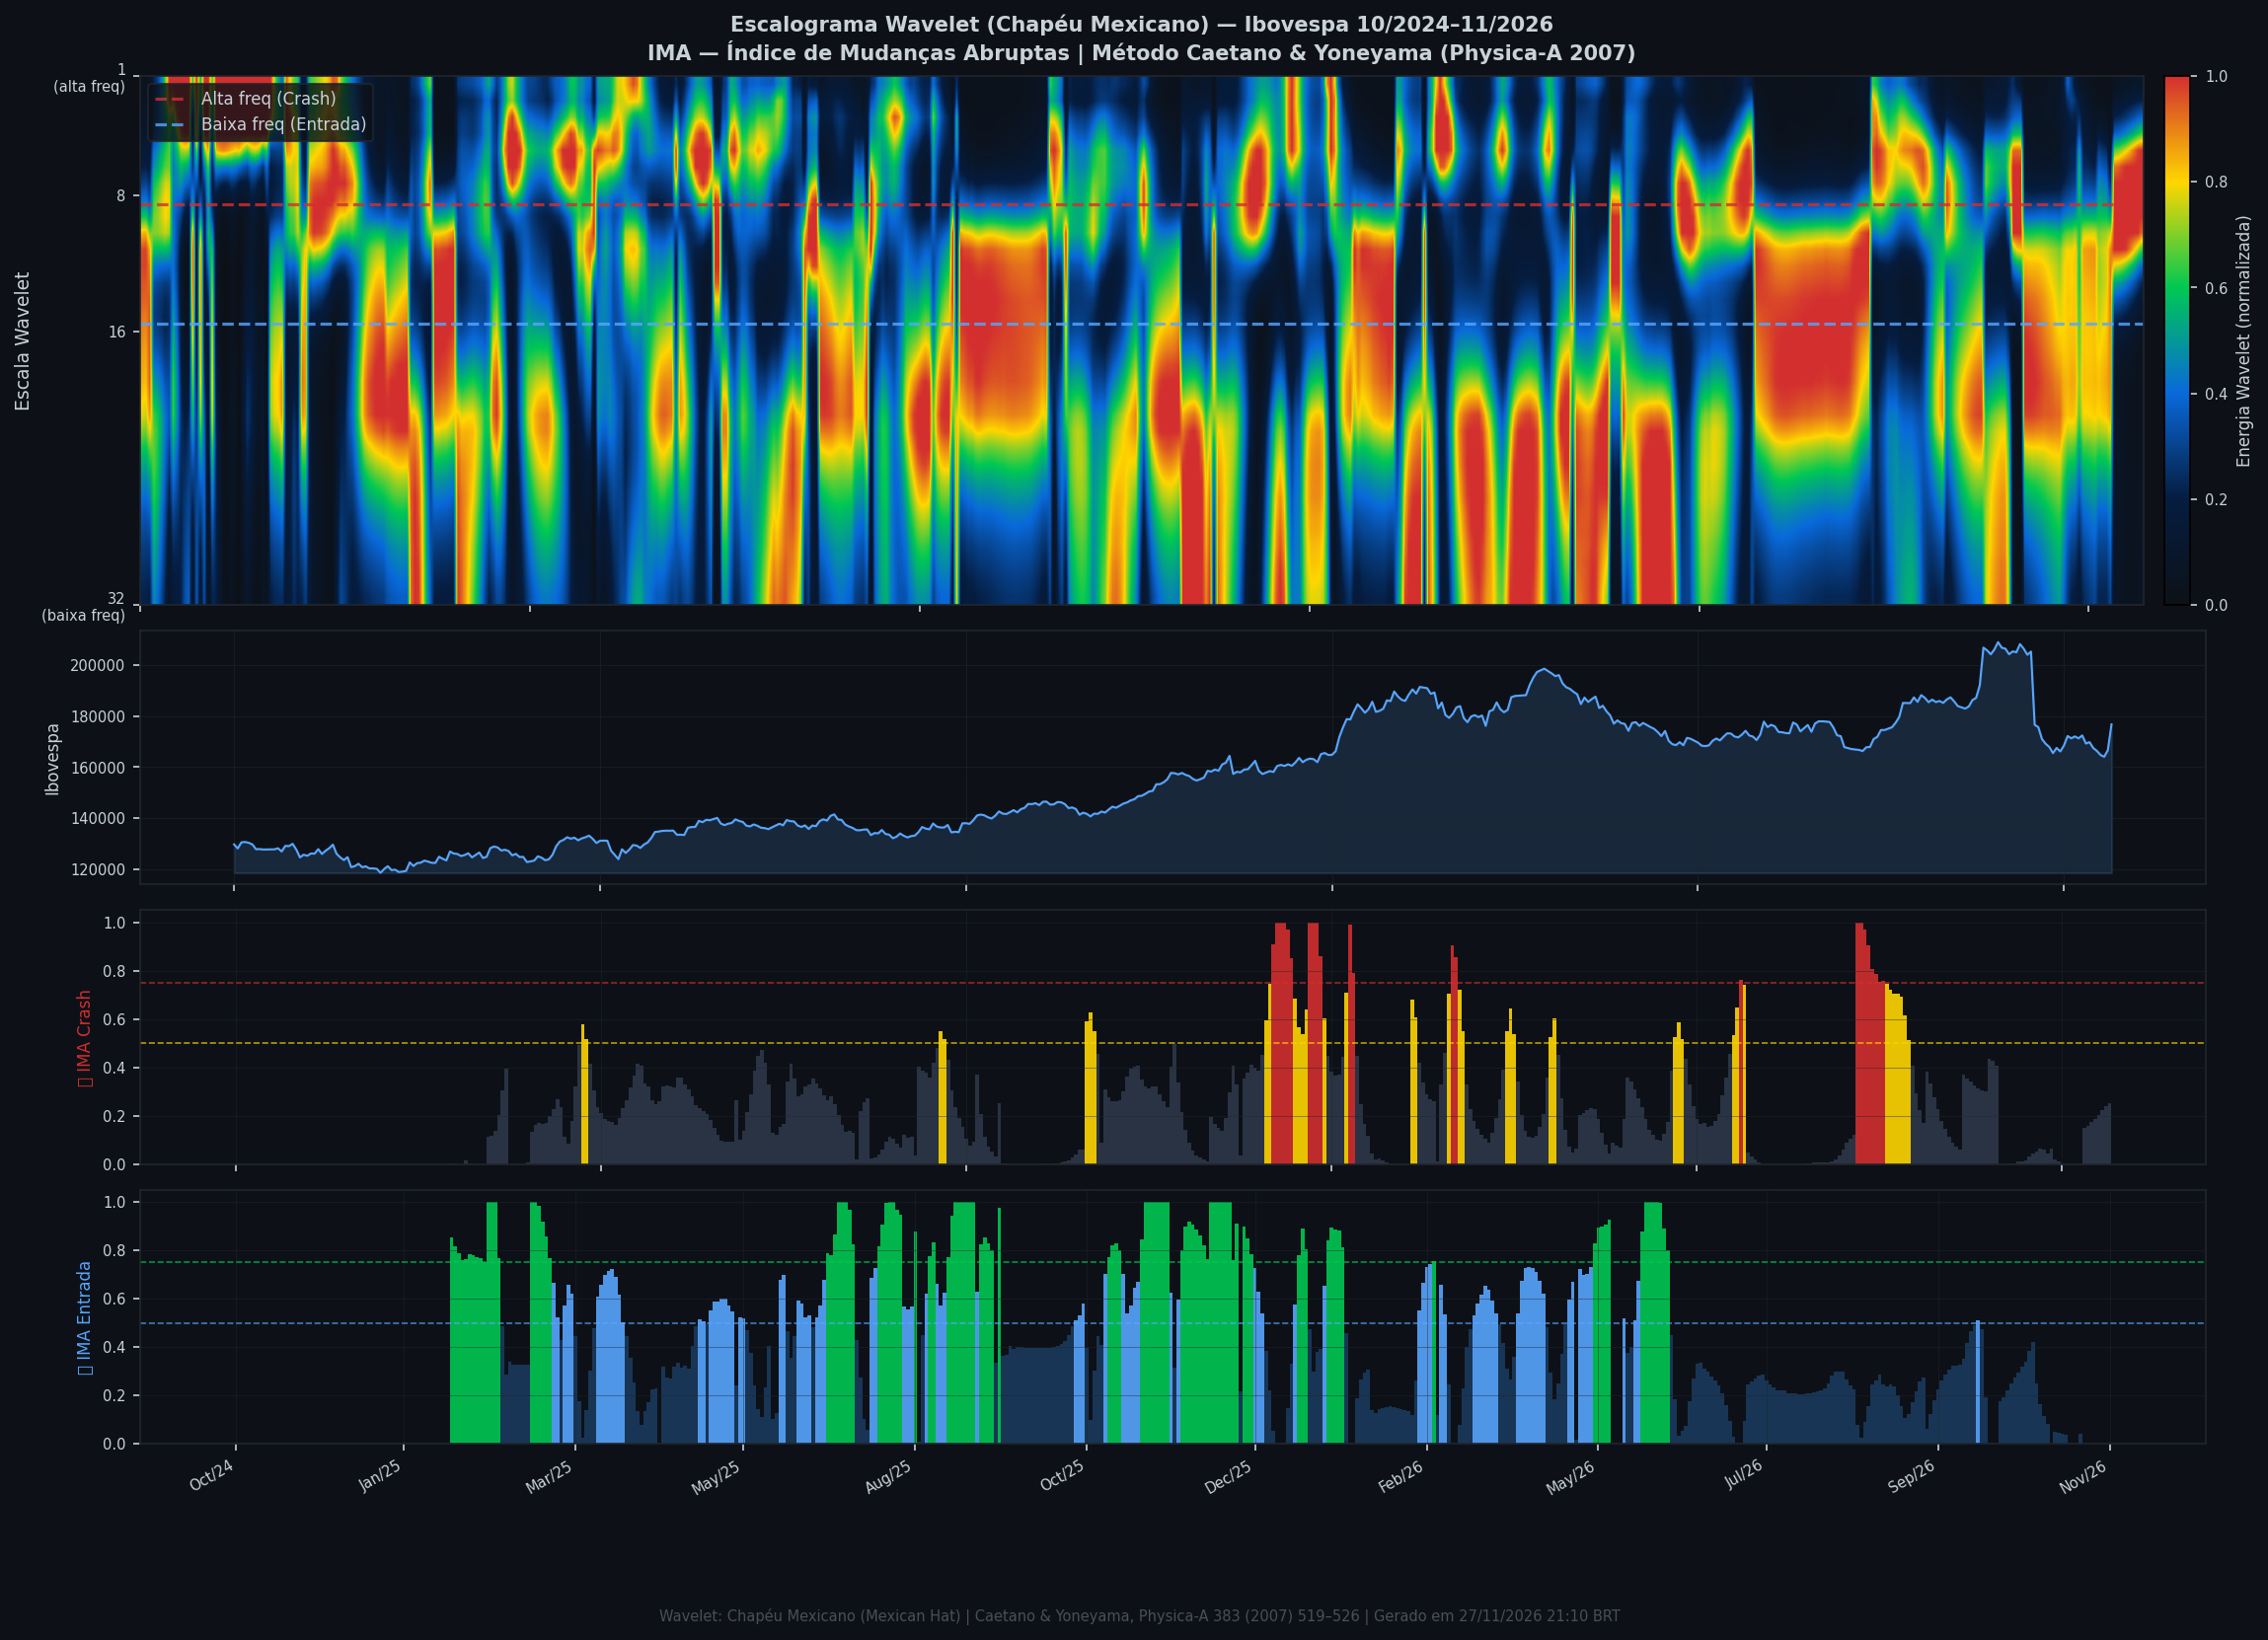 Escalograma Wavelet (Chapéu Mexicano) — Ibovespa 10/2024–11/2026
IMA — Índice de Mudanças Abruptas | Método Caetano & Yoneyama (Physica-A 2007)
1
(alta freq)
8
16
32
(baixa freq)
Escala Wavelet
Alta freq (Crash)
Baixa freq (Entrada)
1.0
0.8
0.6
0.4
0.2
0.0
Energia Wavelet (normalizada)
200000
180000
160000
140000
120000
Ibovespa
1.0
0.8
0.6
0.4
0.2
0.0
IMA Crash
1.0
0.8
0.6
0.4
0.2
0.0
IMA Entrada
Oct/24
Jan/25
Mar/25
May/25
Aug/25
Oct/25
Dec/25
Feb/26
May/26
Jul/26
Sep/26
Nov/26
Wavelet: Chapéu Mexicano (Mexican Hat) | Caetano & Yoneyama, Physica-A 383 (2007) 519–526 | Gerado em 27/11/2026 21:10 BRT